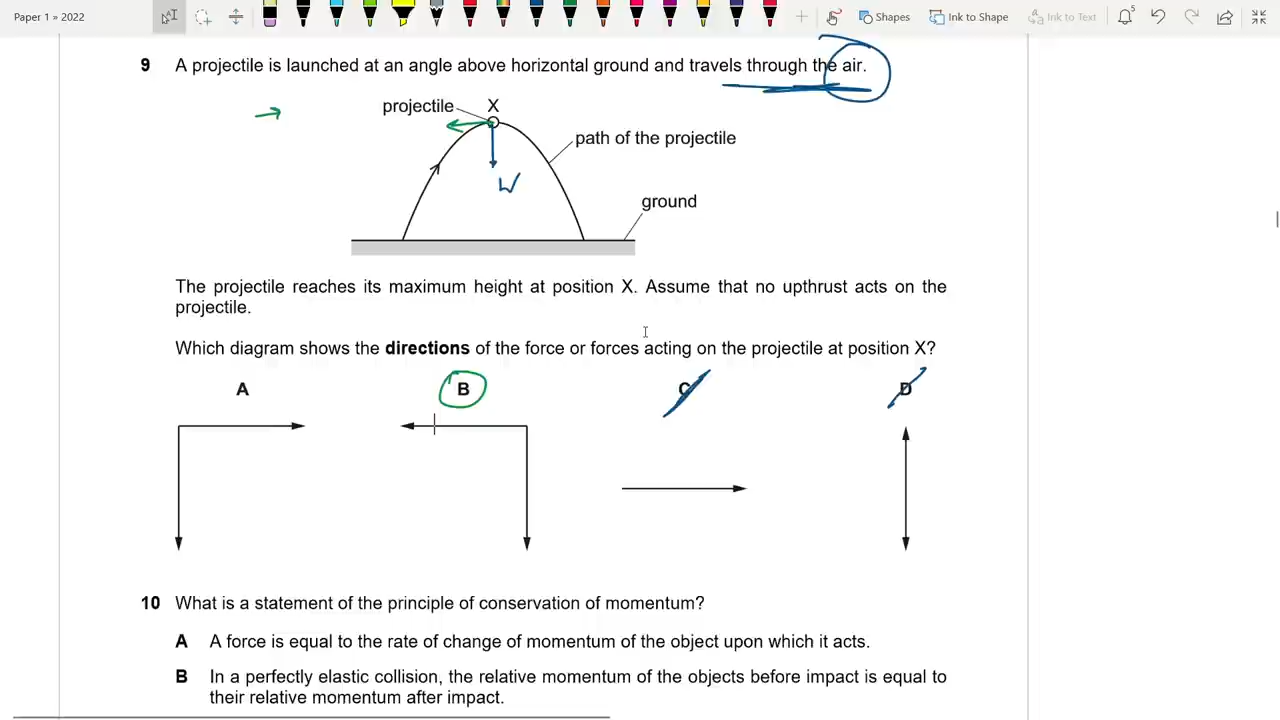 Paper 1 » 2022
Shapes
Ink to Shape
Ink to Text
5
9 A projectile is launched at an angle above horizontal ground and travels through the air.
projectile X
path of the projectile
W
ground
The projectile reaches its maximum height at position X. Assume that no upthrust acts on the
projectile.
Which diagram shows the directions of the force or forces acting on the projectile at position X?
A B C D
10 What is a statement of the principle of conservation of momentum?
A A force is equal to the rate of change of momentum of the object upon which it acts.
B In a perfectly elastic collision, the relative momentum of the objects before impact is equal to
their relative momentum after impact.